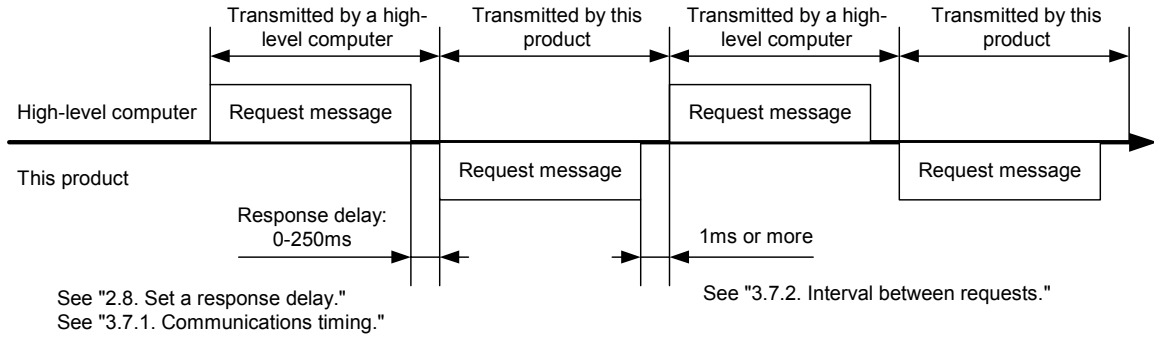 Transmitted by a high-
level computer
Transmitted by this
product
Transmitted by a high-
level computer
Transmitted by this
product
High-level computer
Request message
Request message
This product
Request message
Request message
Response delay:
0-250ms
1ms or more
See "2.8. Set a response delay."
See "3.7.1. Communications timing."
See "3.7.2. Interval between requests."